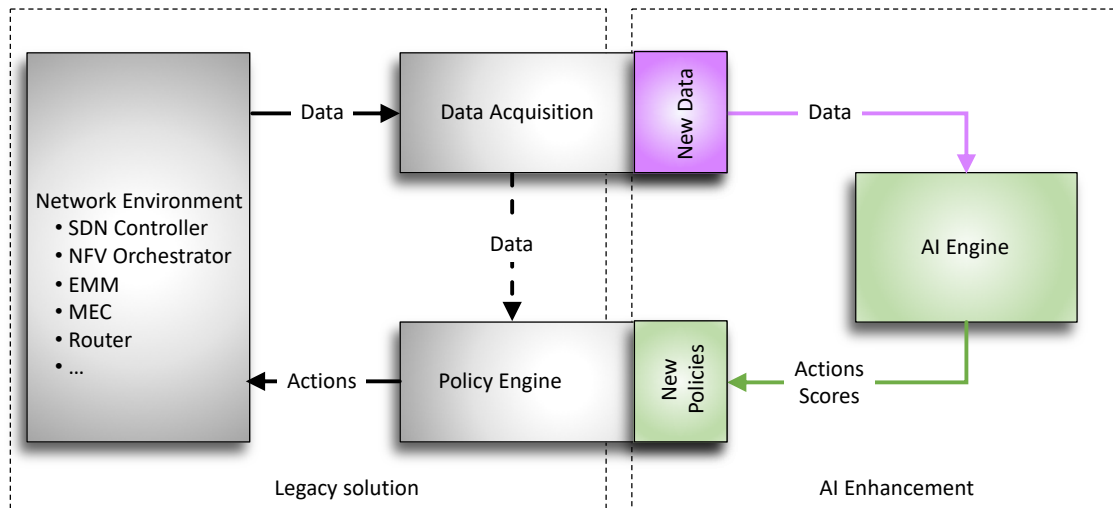 Data
Data Acquisition
New Data
Data
Network Environment
• SDN Controller
• NFV Orchestrator
• EMM
• MEC
• Router
• ...
Data
AI Engine
Actions
Policy Engine
New
Policies
Actions
Scores
Legacy solution
AI Enhancement